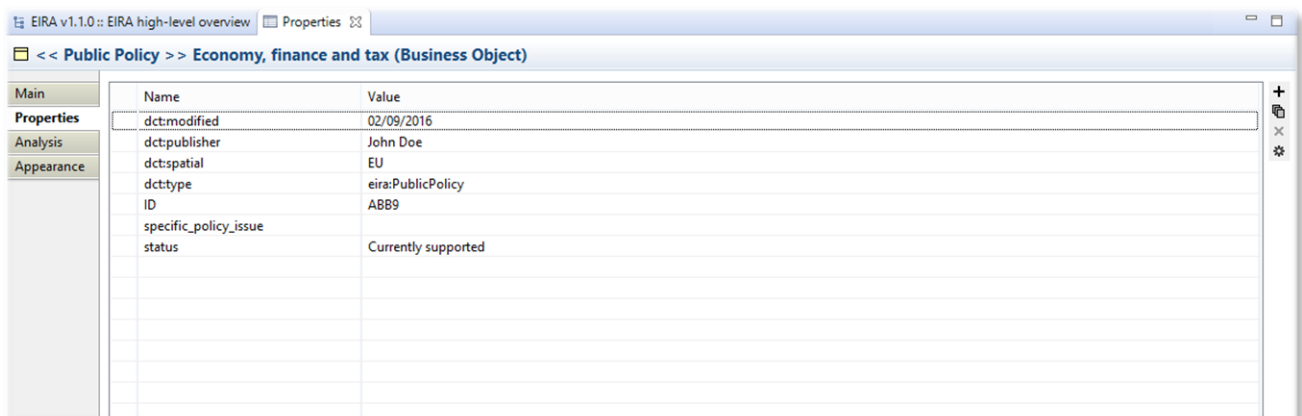 EIRA v1.1.0 :: EIRA high-level overview Properties
<< Public Policy >> Economy, finance and tax (Business Object)
Main
Properties
Analysis
Appearance
Name Value
dct:modified 02/09/2016
dct:publisher John Doe
dct:spatial EU
dct:type eira:PublicPolicy
ID ABB9
specific_policy_issue
status Currently supported